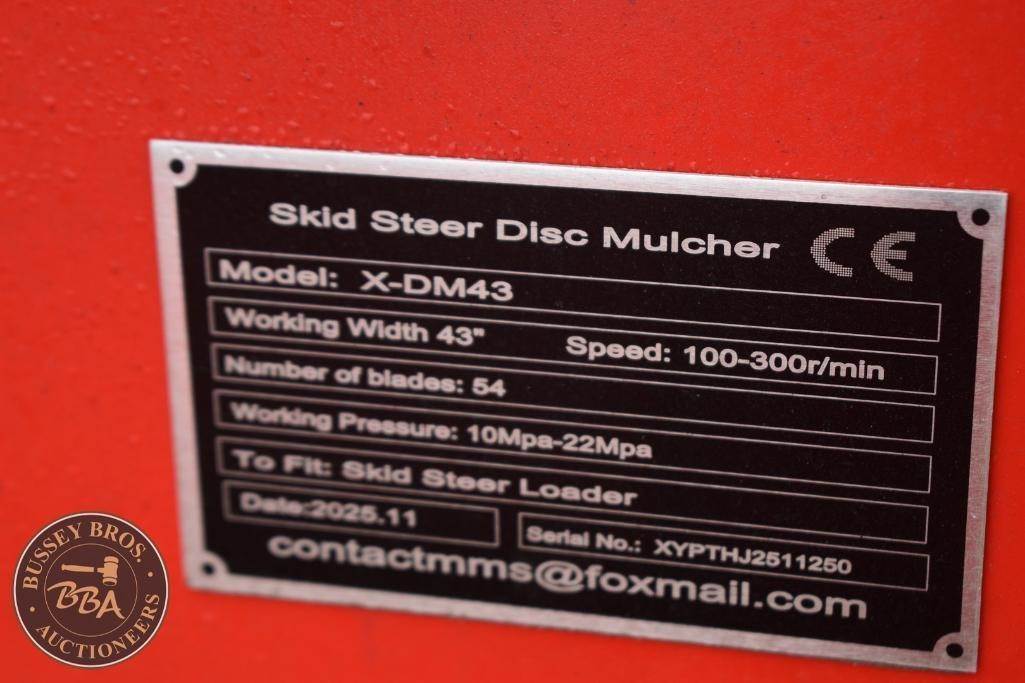 Skid Steer Disc Mulcher CE
Model: X-DM43
Working Width 43" Speed: 100-300r/min
Number of blades: 54
Working Pressure: 10Mpa-22Mpa
To Fit: Skid Steer Loader
Date:2025.11 Serial No.: XYPTHJ2511250
contactmms@foxmail.com
BUSSEY BROS.
BBA
AUCTIONEERS